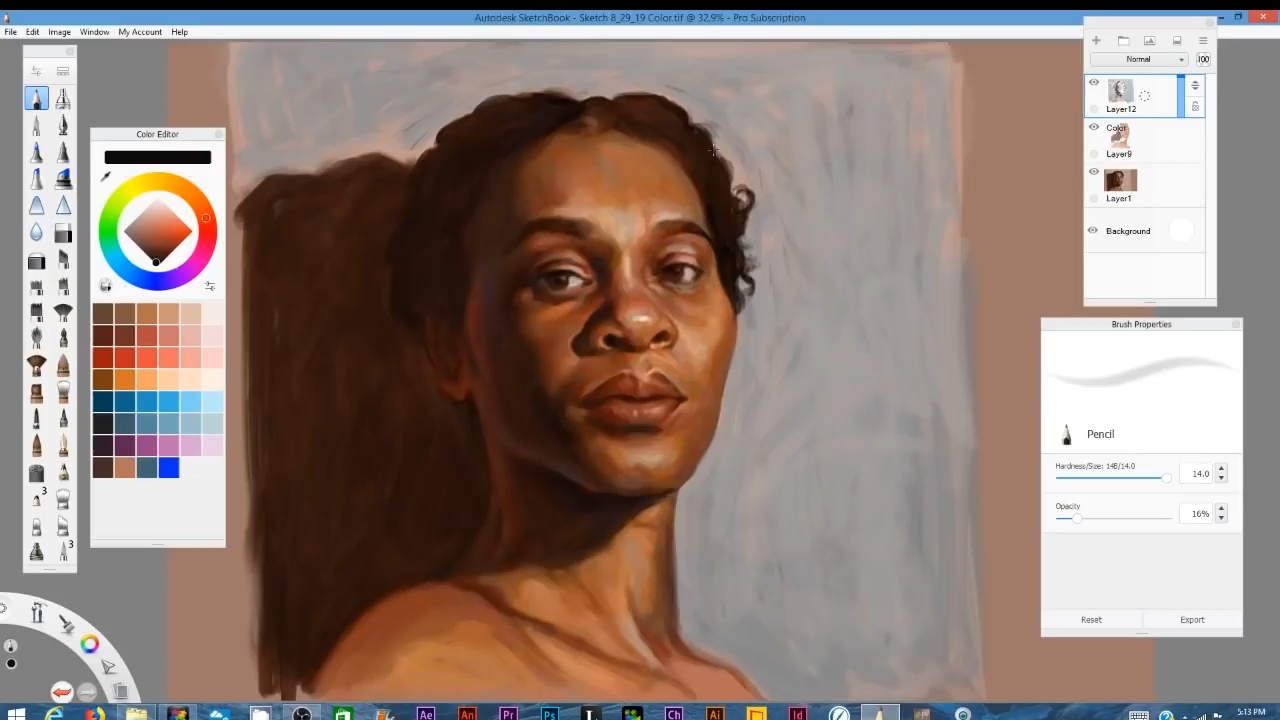 Autodesk SketchBook - Sketch 8_29_19 Color.tif @ 32.9% - Pro Subscription
File Edit Image Window My Account Help
Normal 100
Color Editor
Layer12
Color
Layer9
Layer1
Background
Brush Properties
Pencil
Hardness/Size: 14B/14.0
14.0
Opacity
16%
3
3
Reset Export
Ae An Pr Ps L Ch Ai Id
5:13 PM